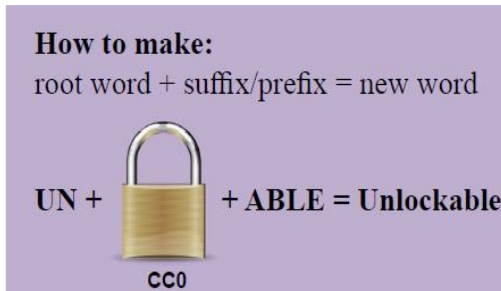 How to make:
root word + suffix/prefix = new word
UN + + ABLE = Unlockable
CC0